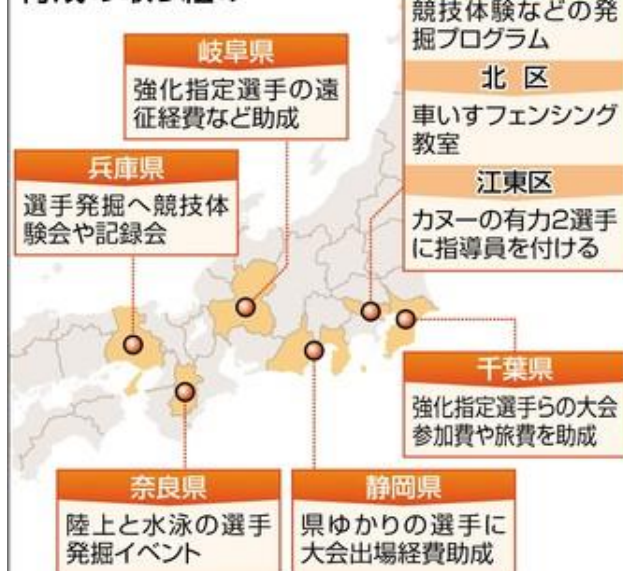 岐阜県
強化指定選手の遠
征経費など助成
兵庫県
選手発掘へ競技体
験会や記録会
競技体験などの発
掘プログラム
北区
車いすフェンシング
教室
江東区
カヌーの有力2選手
に指導員を付ける
千葉県
強化指定選手らの大会
参加費や旅費を助成
奈良県
陸上と水泳の選手
発掘イベント
静岡県
県ゆかりの選手に
大会出場経費助成